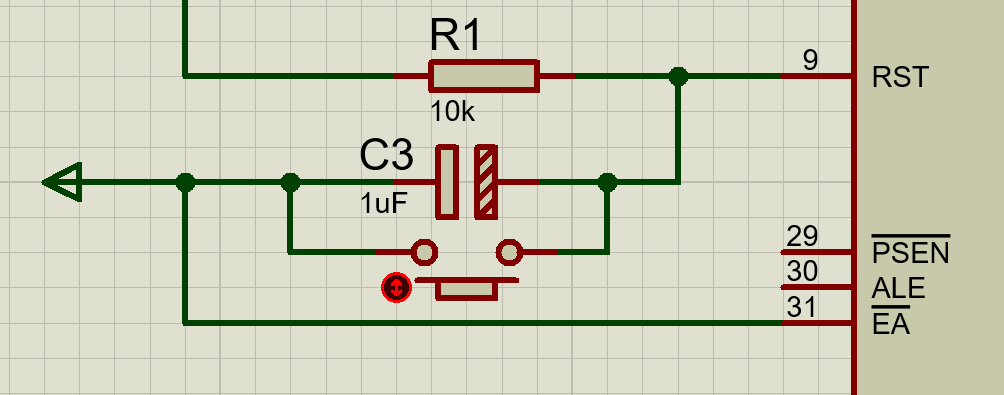 R1
10k
9
RST
C3
1uF
29
PSEN
30
ALE
31
EA